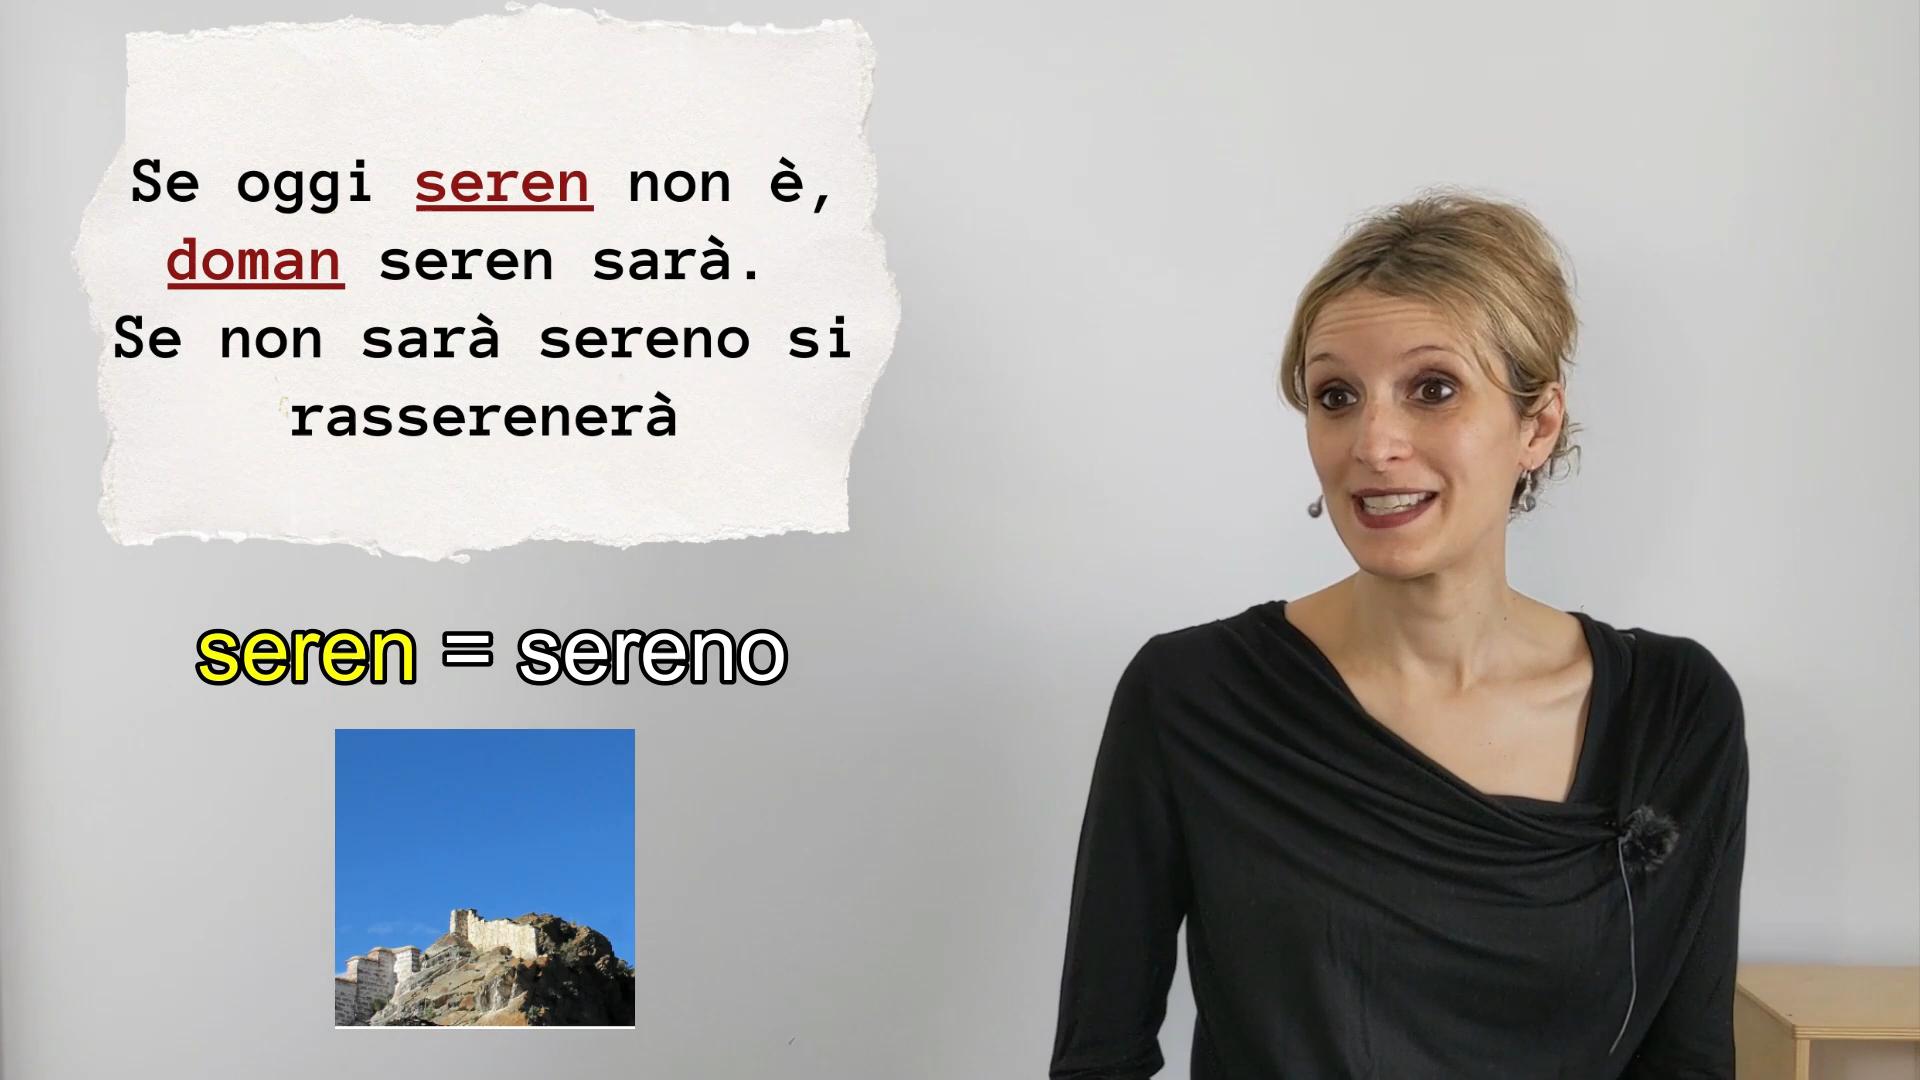 Se oggi seren non è,
doman seren sarà.
Se non sarà sereno si
rasserenerà
seren = sereno